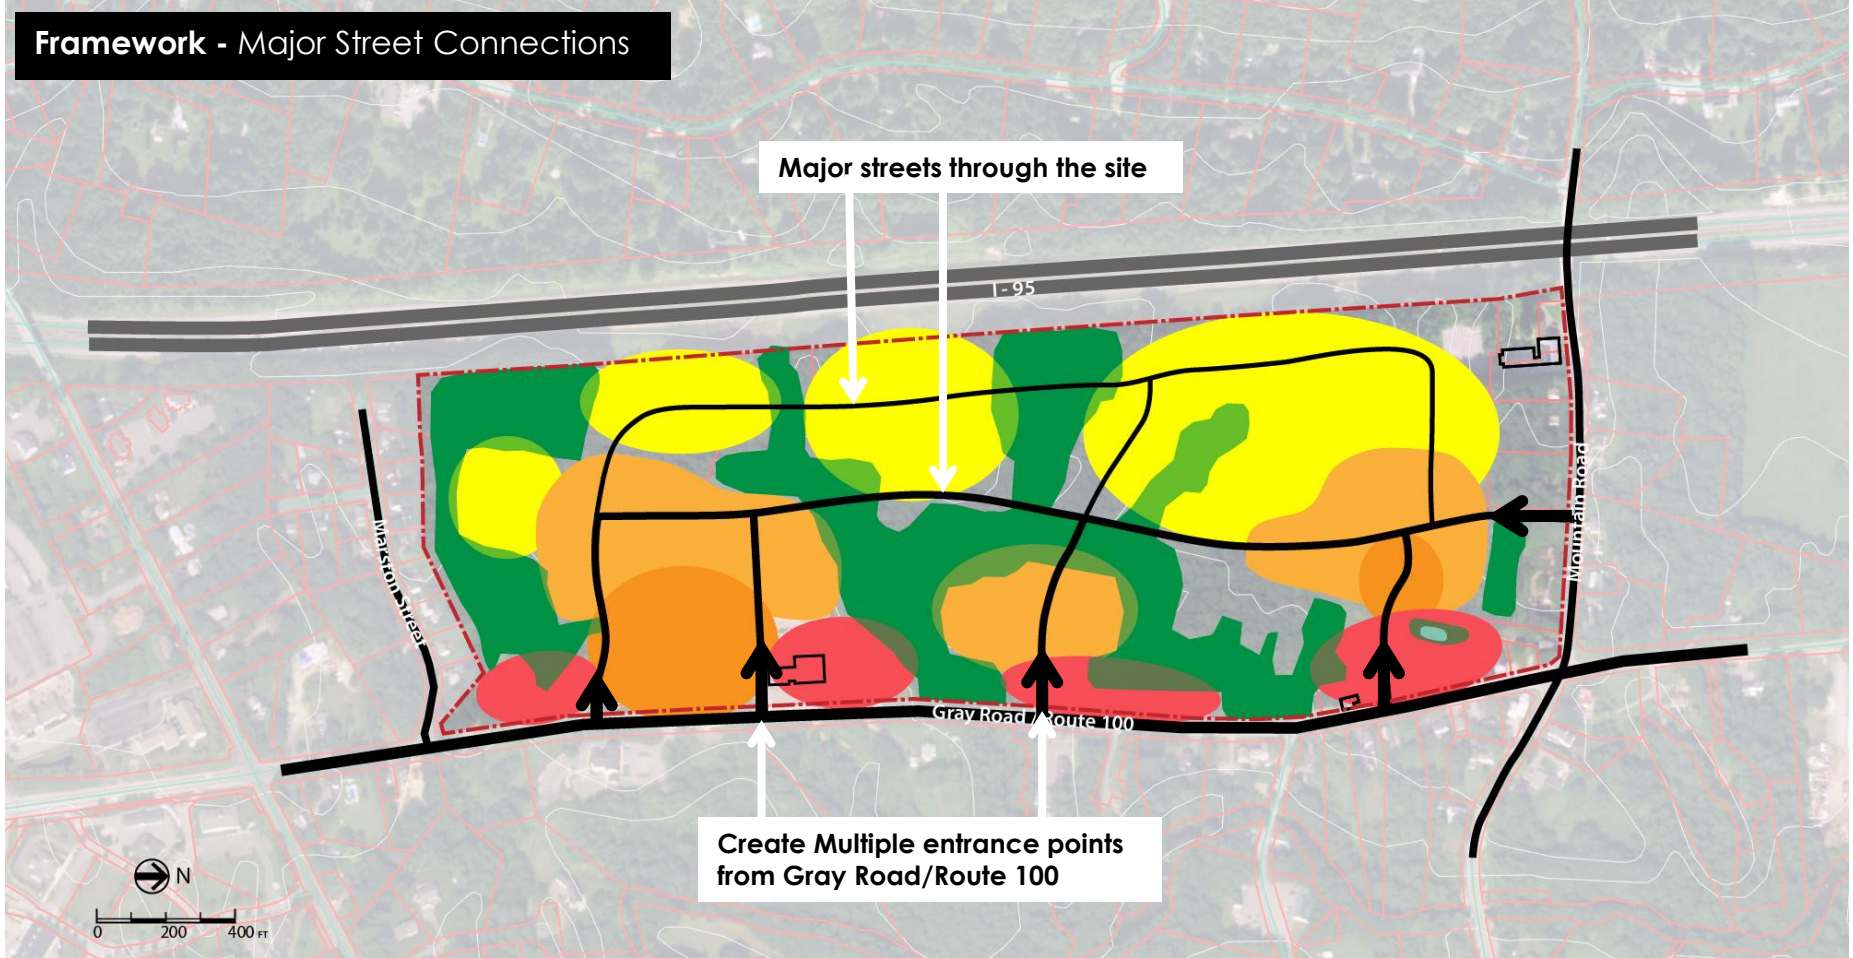 Framework - Major Street Connections
Major streets through the site
I - 95
Mountain Road
Marston Street
Gray Road / Route 100
Create Multiple entrance points
from Gray Road/Route 100
N
0 200 400 FT